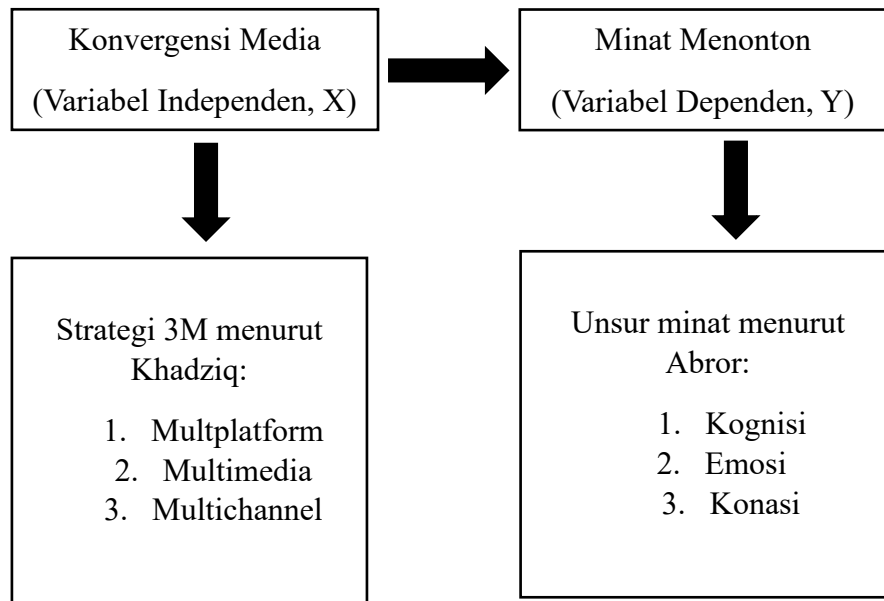 Konvergensi Media
(Variabel Independen, X)
Minat Menonton
(Variabel Dependen, Y)
Strategi 3M menurut
Khadziq:
1. Multplatform
2. Multimedia
3. Multichannel
Unsur minat menurut
Abror:
1. Kognisi
2. Emosi
3. Konasi